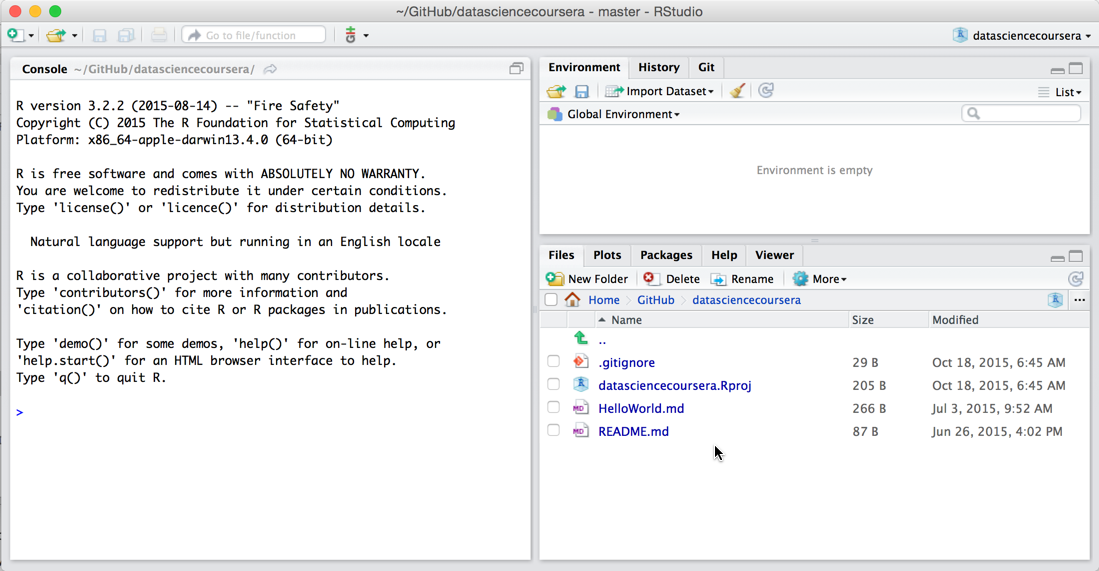 ~/GitHub/datasciencecoursera - master - RStudio
Go to file/function
datasciencecoursera
Console ~/GitHub/datasciencecoursera/
R version 3.2.2 (2015-08-14) -- "Fire Safety"
Copyright (C) 2015 The R Foundation for Statistical Computing
Platform: x86_64-apple-darwin13.4.0 (64-bit)
R is free software and comes with ABSOLUTELY NO WARRANTY.
You are welcome to redistribute it under certain conditions.
Type 'license()' or 'licence()' for distribution details.
Natural language support but running in an English locale
R is a collaborative project with many contributors.
Type 'contributors()' for more information and
'citation()' on how to cite R or R packages in publications.
Type 'demo()' for some demos, 'help()' for on-line help, or
'help.start()' for an HTML browser interface to help.
Type 'q()' to quit R.
>
Environment History Git
Import Dataset List
Global Environment
Environment is empty
Files Plots Packages Help Viewer
New Folder Delete Rename More
Home GitHub datasciencecoursera ...
Name Size Modified
..
.gitignore 29 B Oct 18, 2015, 6:45 AM
datasciencecoursera.Rproj 205 B Oct 18, 2015, 6:45 AM
MD HelloWorld.md 266 B Jul 3, 2015, 9:52 AM
MD README.md 87 B Jun 26, 2015, 4:02 PM